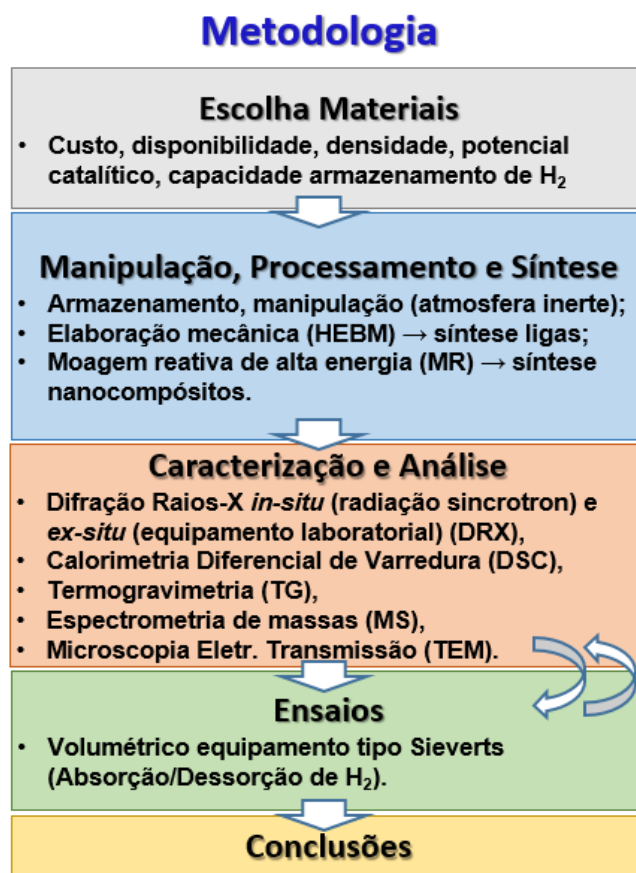 Metodologia
Escolha Materiais
• Custo, disponibilidade, densidade, potencial
catalítico, capacidade armazenamento de H₂
Manipulação, Processamento e Síntese
• Armazenamento, manipulação (atmosfera inerte);
• Elaboração mecânica (HEBM) → síntese ligas;
• Moagem reativa de alta energia (MR) → síntese
nanocompósitos.
Caracterização e Análise
• Difração Raios-X in-situ (radiação sincrotron) e
ex-situ (equipamento laboratorial) (DRX),
• Calorimetria Diferencial de Varredura (DSC),
• Termogravimetria (TG),
• Espectrometria de massas (MS),
• Microscopia Eletr. Transmissão (TEM).
Ensaios
• Volumétrico equipamento tipo Sieverts
(Absorção/Dessorção de H₂).
Conclusões